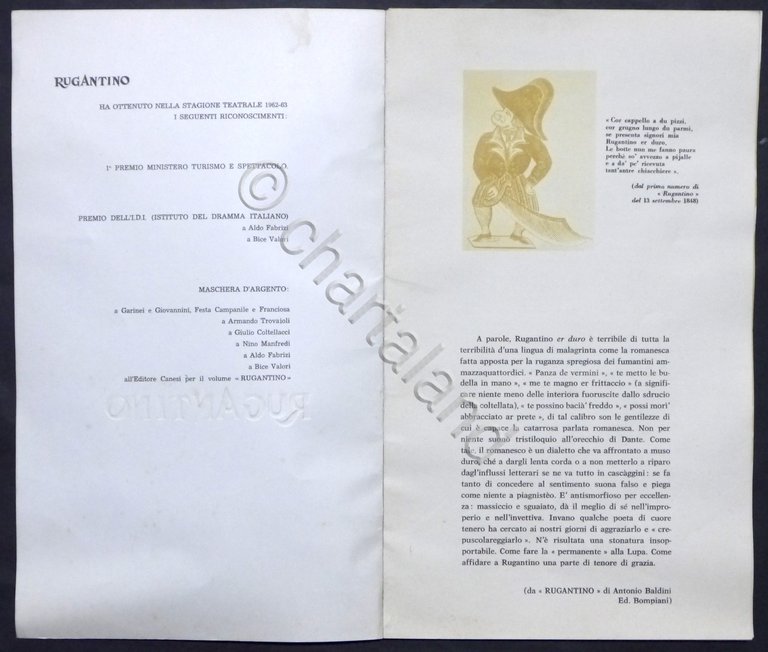 RUGANTINO
HA OTTENUTO NELLA STAGIONE TEATRALE 1962-63
I SEGUENTI RICONOSCIMENTI:
1° PREMIO MINISTERO TURISMO E SPETTACOLO.
PREMIO DELL'I.D.I. (ISTITUTO DEL DRAMMA ITALIANO)
a Aldo Fabrizi
a Bice Valori
MASCHERA D'ARGENTO:
a Garinei e Giovannini, Festa Campanile e Franciosa
a Armando Trovajoli
a Giulio Coltellacci
a Nino Manfredi
a Aldo Fabrizi
a Bice Valori
all'Editore Canesi per il volume «RUGANTINO»
RUGANTINO
« Cor cappello a du pizzi,
cor grugno lungo du parmi,
se presenta signori mia
Rugantino er duro,
Le botte nun me fanno paura
perché so' avvezzo a pijalle
e a da' pe' ricevuta
tant'antre chiacchiere ».
(dal primo numero di
« Rugantino »
del 13 settembre 1848)
A parole, Rugantino er duro è terribile di tutta la
terribilità d'una lingua di malagrinta come la romanesca
fatta apposta per la ruganza spregiosa dei fumantini am-
mazzaquattordici. « Panza de vermini », « te metto le bu-
della in mano », « me te magno er frittaccio » (a signifi-
care niente meno delle interiora fuoruscite dallo sdrucio
della coltellata), « te possino bacià' freddo », « possi morì'
abbracciato ar prete », di tal calibro son le gentilezze di
cui è capace la catarrosa parlata romanesca. Non per
niente suonò tristiloquio all'orecchio di Dante. Come
tale, il romanesco è un dialetto che va affrontato a muso
duro, ché a dargli lenta corda o a non metterlo a riparo
dagl'influssi letterari se ne va tutto in cascàggini: se fa
tanto di concedere al sentimento suona falso e piega
come niente a piagnistèo. E' antismorfioso per eccellen-
za: massiccio e sguaiato, dà il meglio di sé nell'impro-
perio e nell'invettiva. Invano qualche poeta di cuore
tenero ha cercato ai nostri giorni di aggraziarlo e « cre-
puscolareggiarlo ». N'è risultata una stonatura insop-
portabile. Come fare la « permanente » alla Lupa. Come
affidare a Rugantino una parte di tenore di grazia.
(da « RUGANTINO » di Antonio Baldini
Ed. Bompiani)
© chartaland